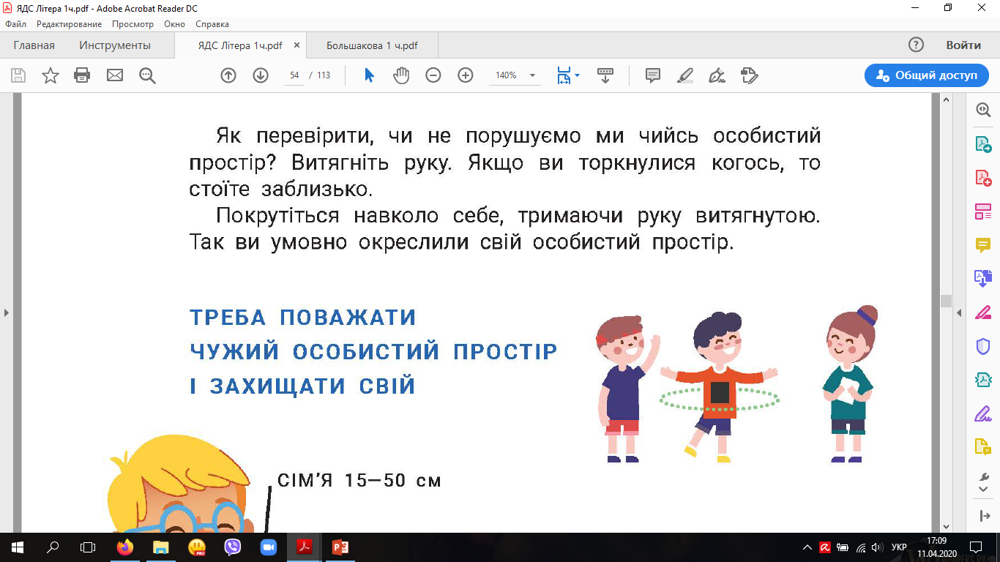 ЯДС Літера 1ч.pdf - Adobe Acrobat Reader DC
Файл Редактирование Просмотр Окно Справка
Главная Инструменты ЯДС Літера 1ч.pdf × Большакова 1 ч.pdf ? Войти
54 / 113 140% Общий доступ
Як перевірити, чи не порушуємо ми чийсь особистий
простір? Витягніть руку. Якщо ви торкнулися когось, то
стоїте заблизько.
Покрутіться навколо себе, тримаючи руку витягнутою.
Так ви умовно окреслили свій особистий простір.
ТРЕБА ПОВАЖАТИ
ЧУЖИЙ ОСОБИСТИЙ ПРОСТІР
І ЗАХИЩАТИ СВІЙ
СІМ’Я 15—50 см
PRO
УКР
17:09
11.04.2020